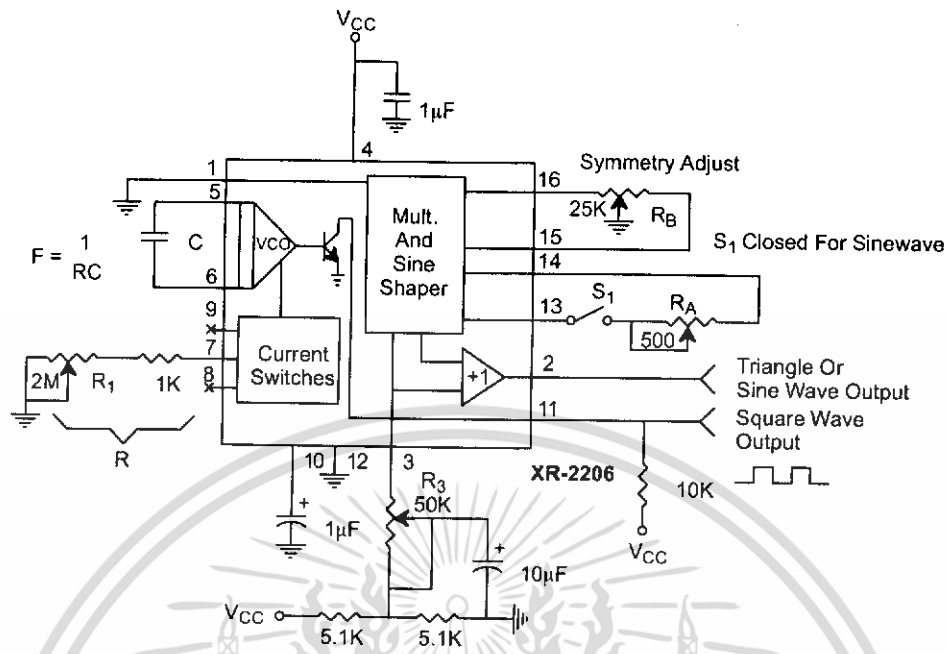 VCC
1µF
4
1
16
Symmetry Adjust
25K
RB
5
Mult.
And
Sine
Shaper
15
S1 Closed For Sinewave
F = 1
RC
C
VCO
14
6
13
S1
RA
500
9
7
8
Current
Switches
2M
R1
1K
R
+1
2
Triangle Or
Sine Wave Output
11
Square Wave
Output
10
12
3
XR-2206
R3
50K
10K
1µF
+
+
10µF
VCC
VCC
5.1K
5.1K